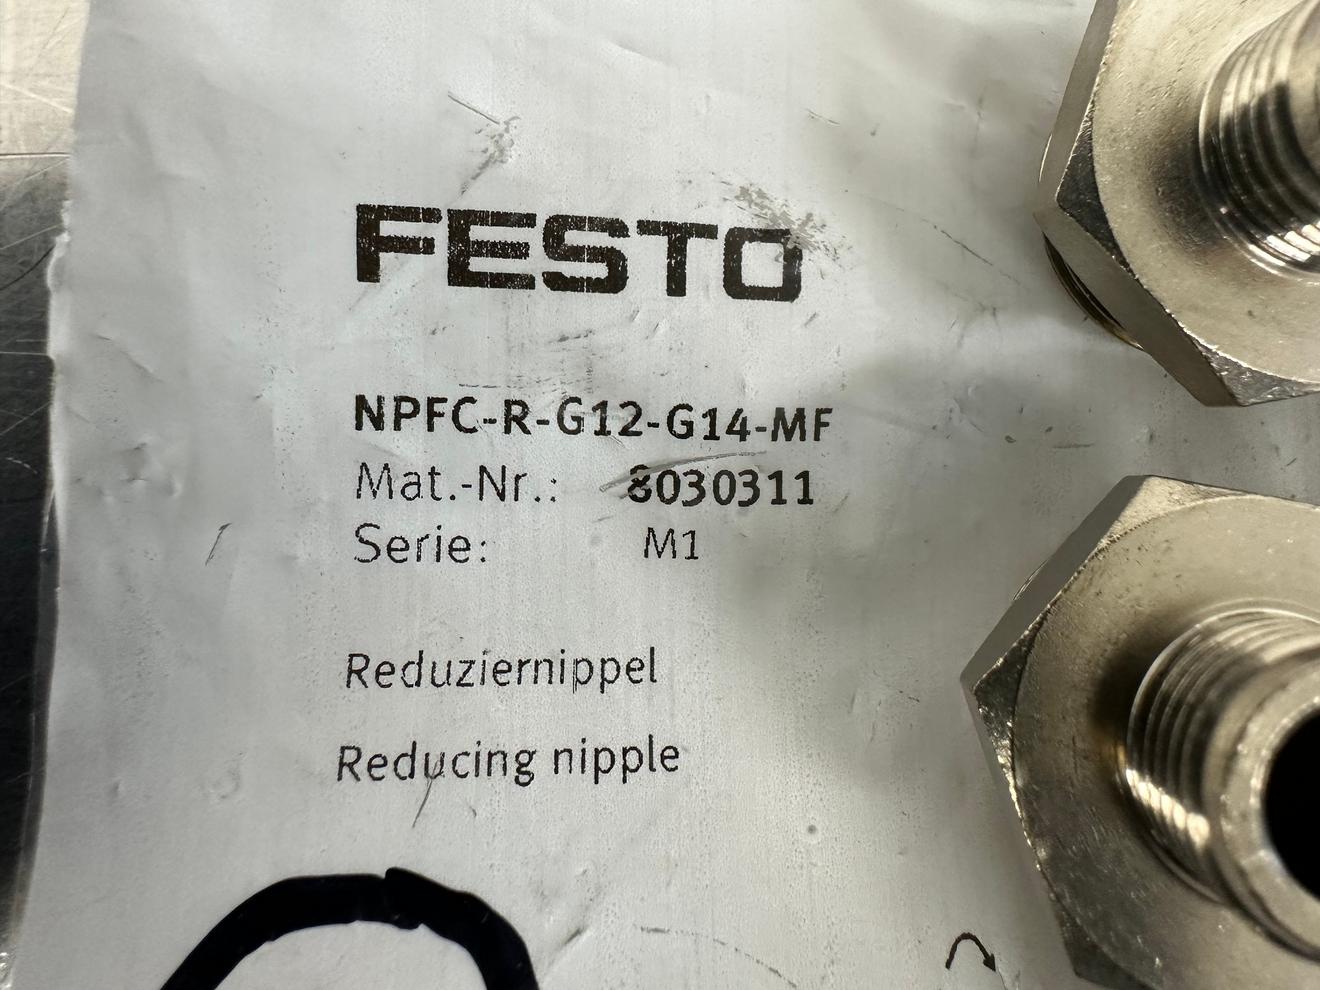 FESTO
NPFC-R-G12-G14-MF
Mat.-Nr.: 8030311
Serie: M1
Reduziernippel
Reducing nipple